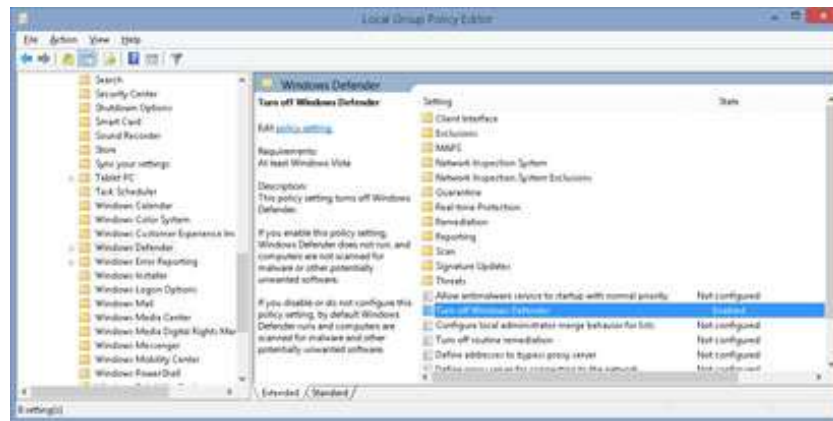 Local Group Policy Editor
File Action View Help
Search
Security Center
Shutdown Options
Smart Card
Sound Recorder
Store
Sync your settings
Tablet PC
Task Scheduler
Windows Calendar
Windows Color System
Windows Customer Experience Im
Windows Defender
Windows Error Reporting
Windows Installer
Windows Logon Options
Windows Mail
Windows Media Center
Windows Media Digital Rights Mar
Windows Messenger
Windows Mobility Center
Windows PowerShell
Windows Defender
Turn off Windows Defender
Edit policy setting
Requirements:
At least Windows Vista
Description:
This policy setting turns off Windows
Defender.
If you enable this policy setting,
Windows Defender does not run, and
computers are not scanned for
malware or other potentially
unwanted software.
If you disable or do not configure this
policy setting, by default Windows
Defender runs and computers are
scanned for malware and other
potentially unwanted software.
Setting State
Client Interface
Exclusions
MAPS
Network Inspection System
Network Inspection System Exclusions
Quarantine
Real-time Protection
Remediation
Reporting
Scan
Signature Updates
Threats
Allow antimalware service to startup with normal priority Not configured
Turn off Windows Defender Enabled
Configure local administrator merge behavior for lists Not configured
Turn off routine remediation Not configured
Define addresses to bypass proxy server Not configured
Define proxy server for connecting to the network Not configured
Extended Standard
8 setting(s)